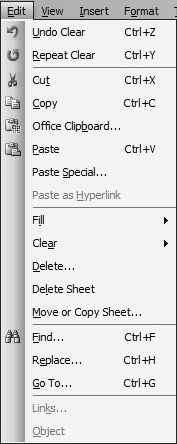 Edit View Insert Format
Undo Clear Ctrl+Z
Repeat Clear Ctrl+Y
Cut Ctrl+X
Copy Ctrl+C
Office Clipboard...
Paste Ctrl+V
Paste Special...
Paste as Hyperlink
Fill
Clear
Delete...
Delete Sheet
Move or Copy Sheet...
Find... Ctrl+F
Replace... Ctrl+H
Go To... Ctrl+G
Links...
Object